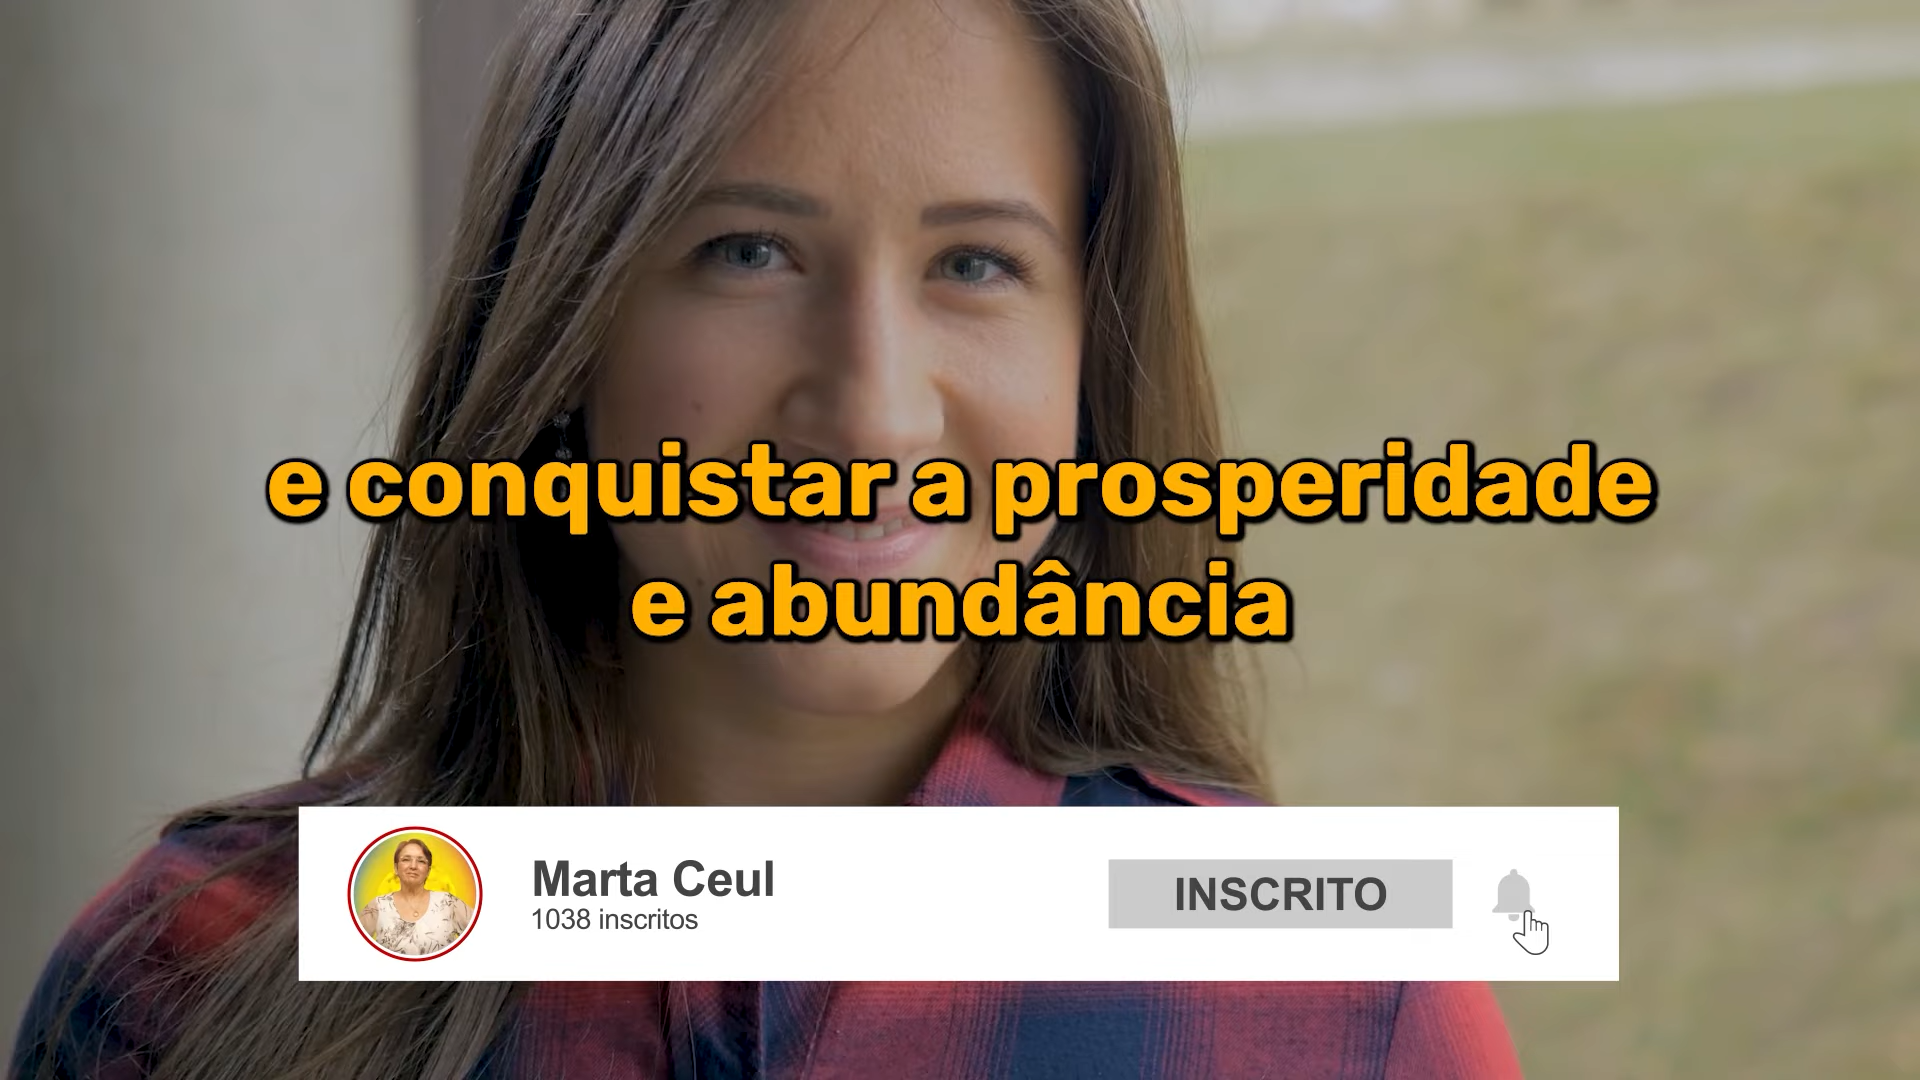 e conquistar a prosperidade
e abundância
Marta Ceul
1038 inscritos
INSCRITO